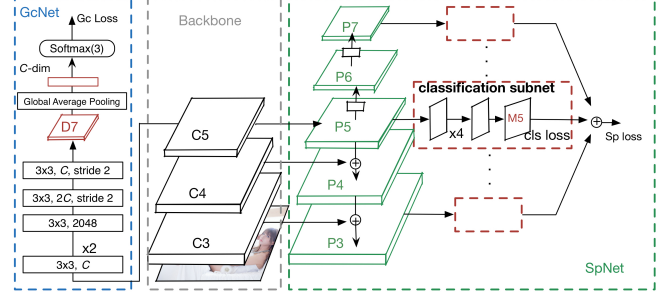 GcNet
Gc Loss
Softmax(3)
C-dim
Global Average Pooling
D7
3x3, C, stride 2
3x3, 2C, stride 2
3x3, 2048
x2
3x3, C
Backbone
C5
C4
C3
P7
P6
P5
P4
P3
classification subnet
x4
M5
cls loss
Sp loss
SpNet